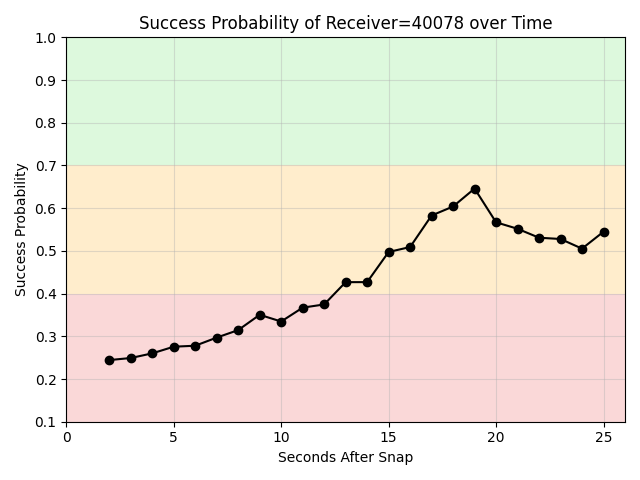 Success Probability of Receiver=40078 over Time
1.0
0.9
0.8
0.7
0.6
0.5
0.4
0.3
0.2
0.1
Success Probability
0 5 10 15 20 25
Seconds After Snap